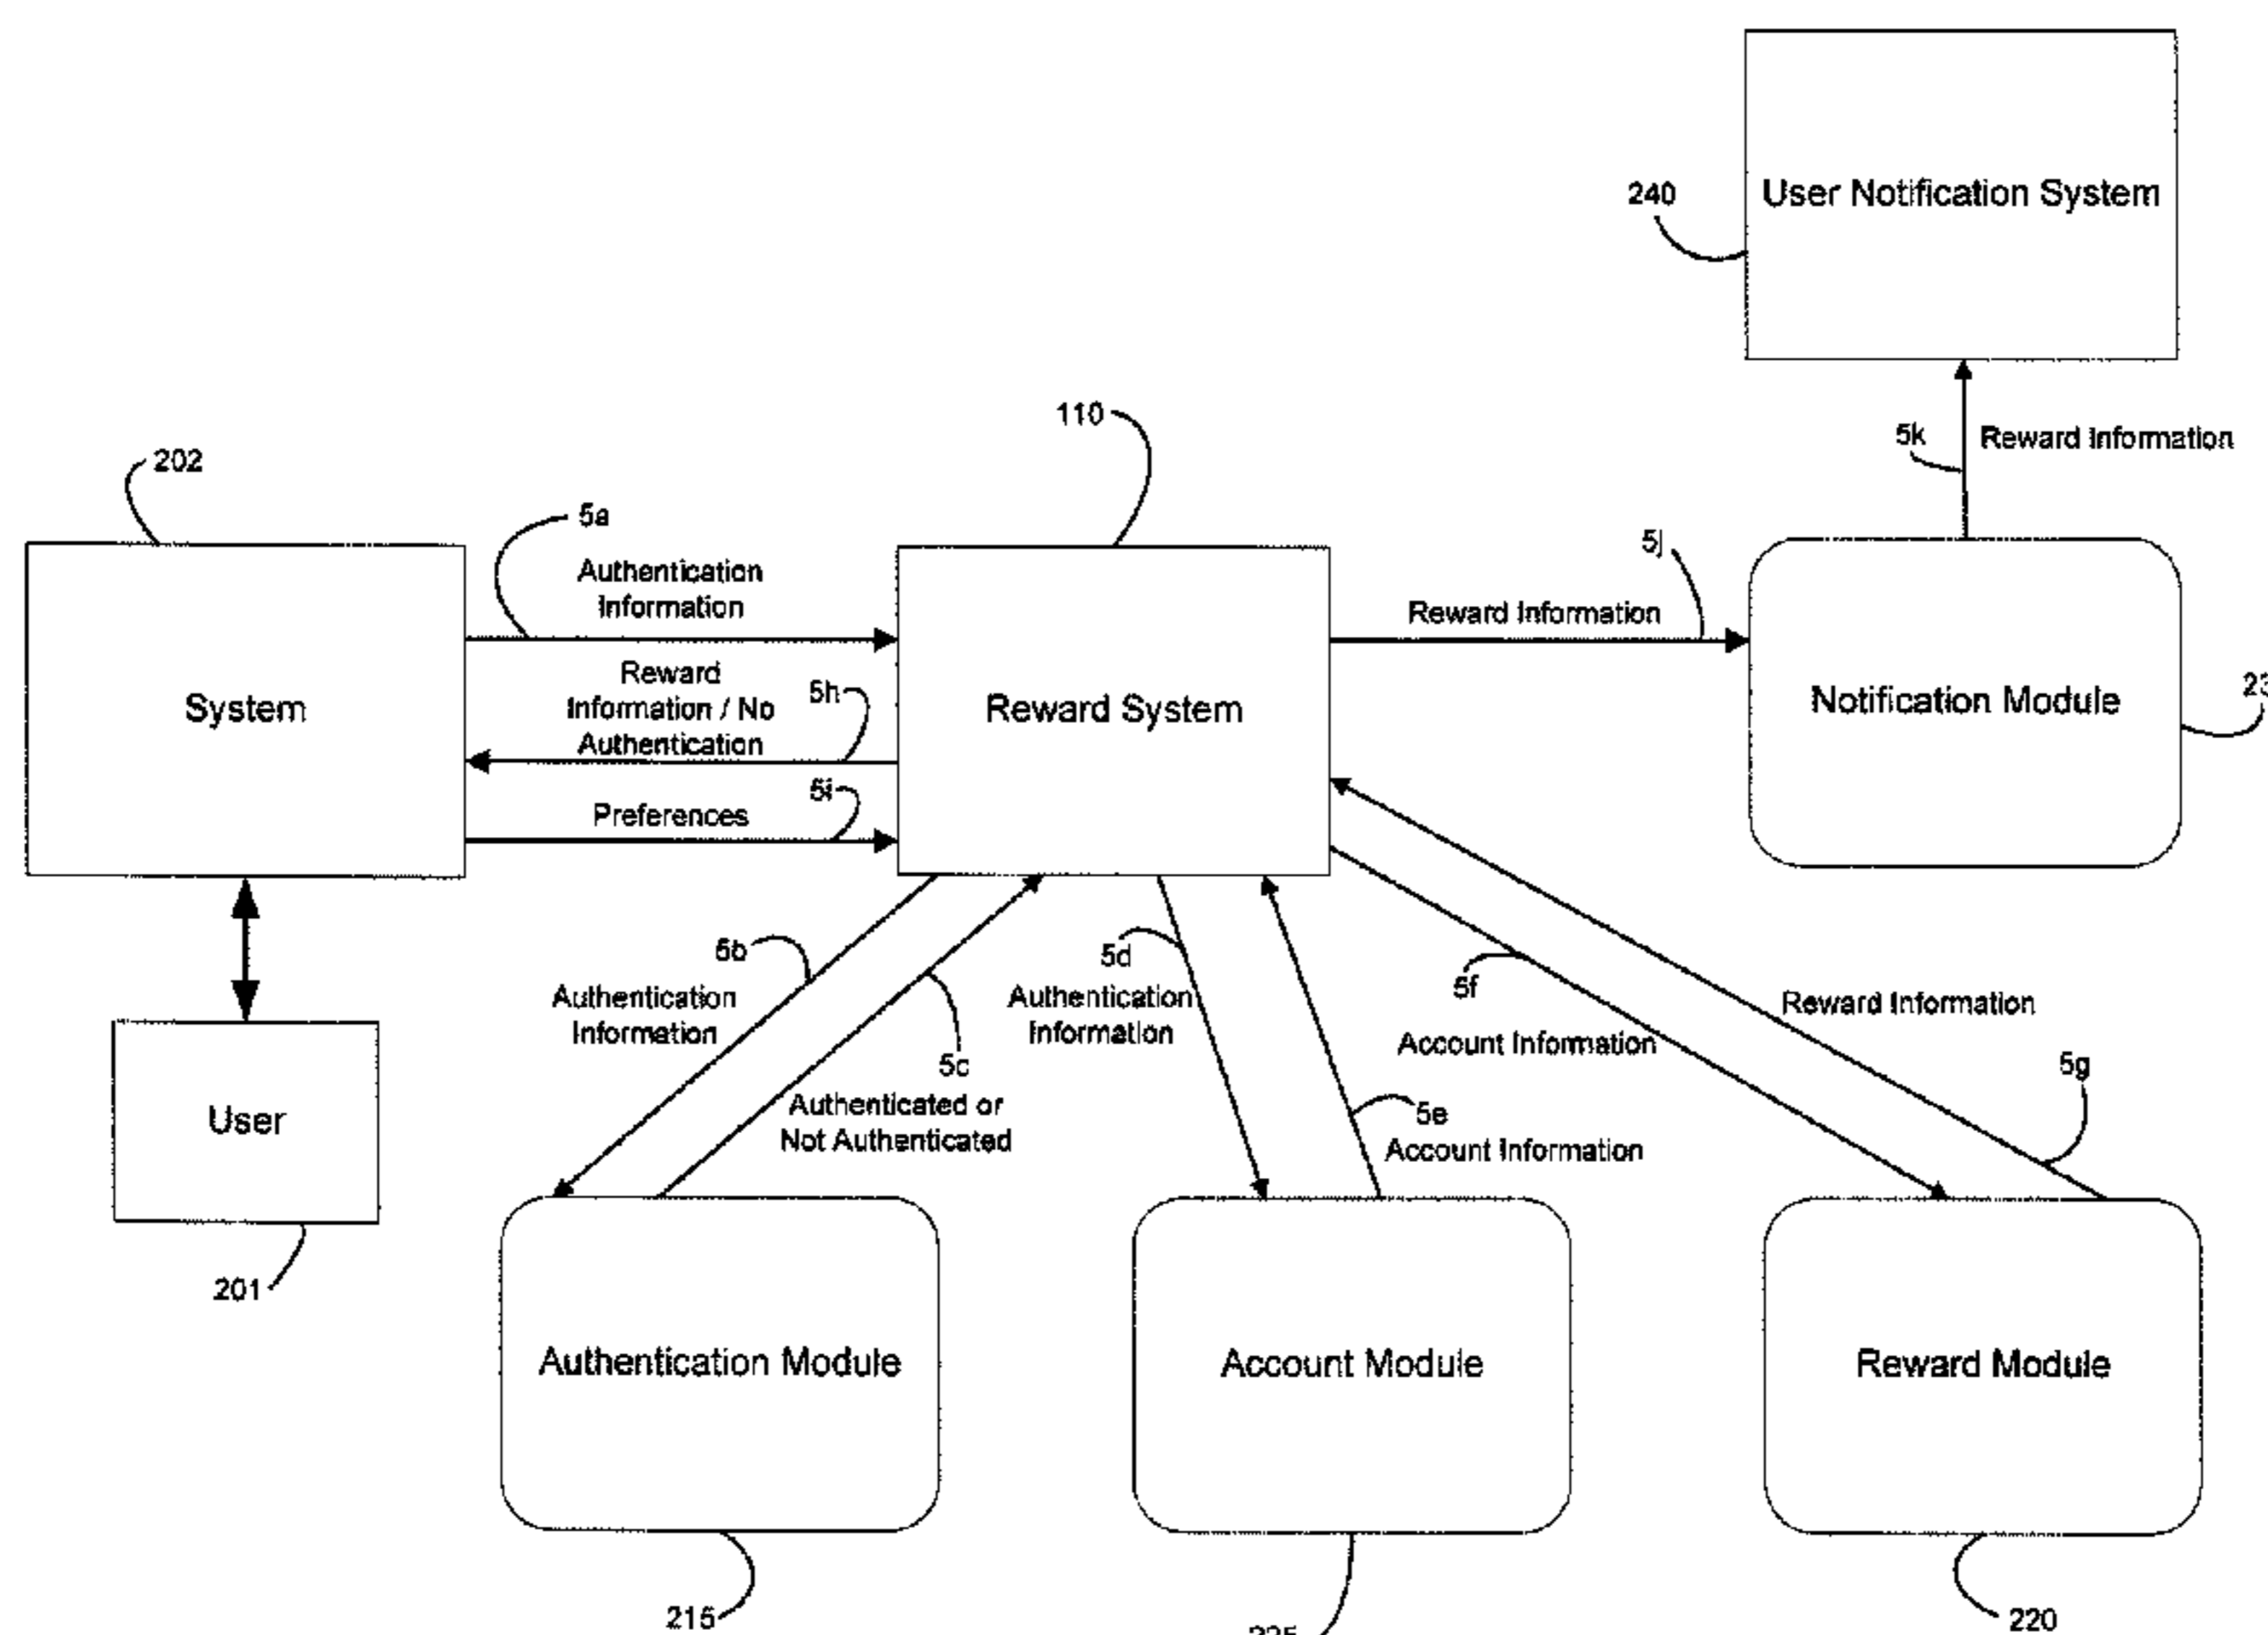 240
User Notification System
110
5k
Reward Information
202
5a
Authentication
Information
5j
Reward Information
System
Reward
Information / No
Authentication
5h
Reward System
Notification Module
5i
Preferences
5b
Authentication
Information
5c
Authenticated or
Not Authenticated
5d
Authentication
Information
5e
Account Information
5f
Account Information
Reward Information
5g
User
201
Authentication Module
Account Module
Reward Module
215
220